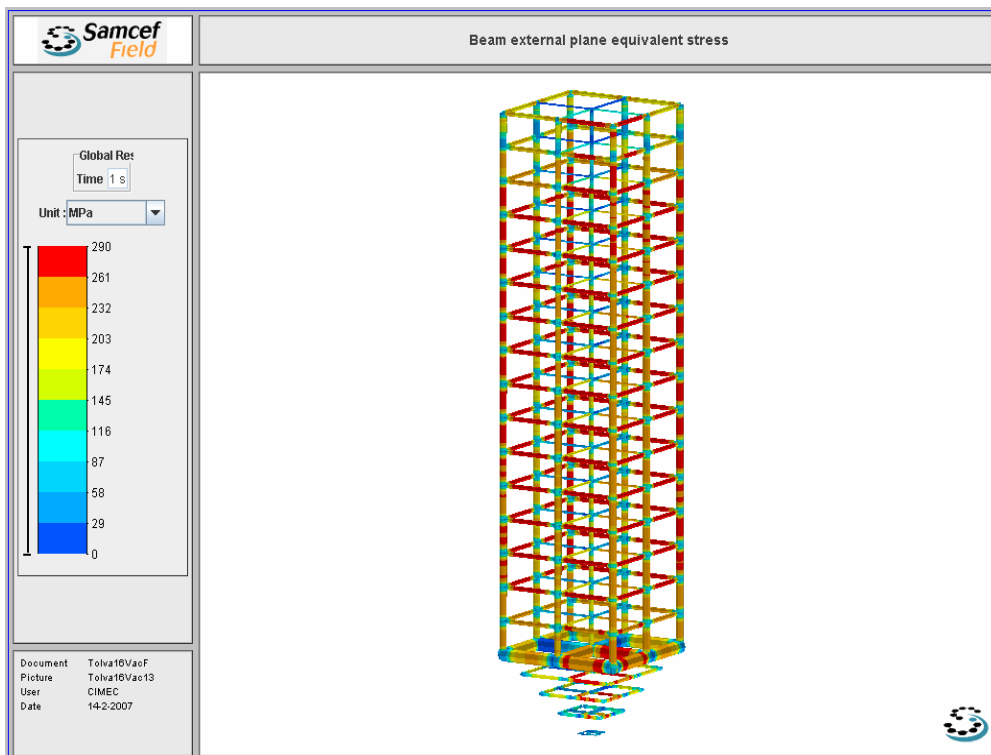 Samcef
Field
Beam external plane equivalent stress
Global Res
Time 1 s
Unit : MPa
290
261
232
203
174
145
116
87
58
29
0
Document Tolva16VacF
Picture Tolva16Vac13
User CIMEC
Date 14-2-2007